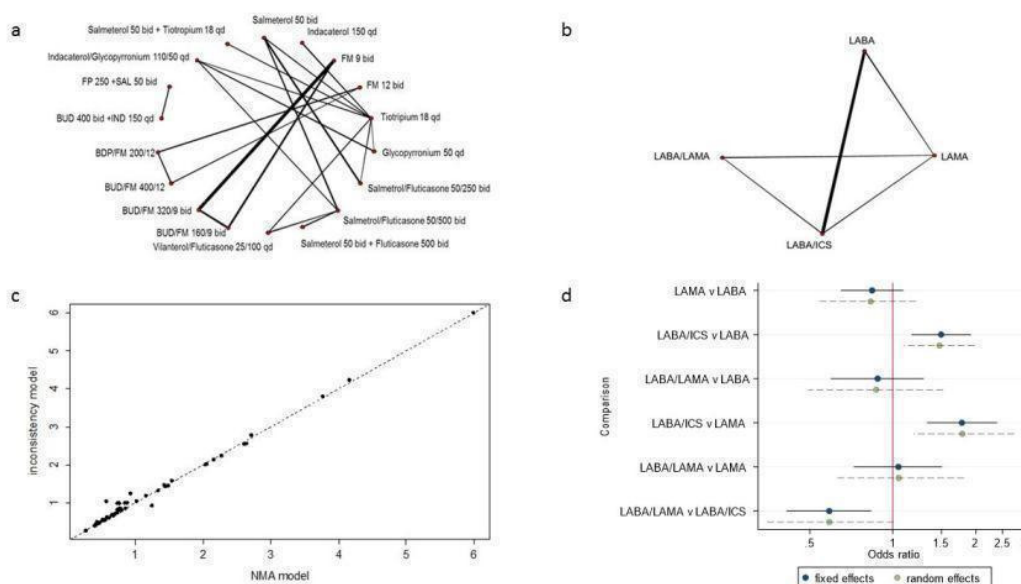 a
Salmeterol 50 bid
Salmeterol 50 bid + Tiotropium 18 qd
Indacaterol 150 qd
Indacaterol/Glycopyrronium 110/50 qd
FM 9 bid
FP 250 +SAL 50 bid
FM 12 bid
BUD 400 bid +IND 150 qd
Tiotripium 18 qd
BDP/FM 200/12
Glycopyrronium 50 qd
BUD/FM 400/12
Salmetrol/Fluticasone 50/250 bid
BUD/FM 320/9 bid
Salmetrol/Fluticasone 50/500 bid
BUD/FM 160/9 bid
Vilanterol/Fluticasone 25/100 qd
Salmeterol 50 bid + Fluticasone 500 bid
b
LABA
LABA/LAMA
LAMA
LABA/ICS
c
inconsistency model
6
5
4
3
2
1
1 2 3 4 5 6
NMA model
d
Comparison
LAMA v LABA
LABA/ICS v LABA
LABA/LAMA v LABA
LABA/ICS v LAMA
LABA/LAMA v LAMA
LABA/LAMA v LABA/ICS
.5 1 1.5 2 2.5
Odds ratio
fixed effects random effects